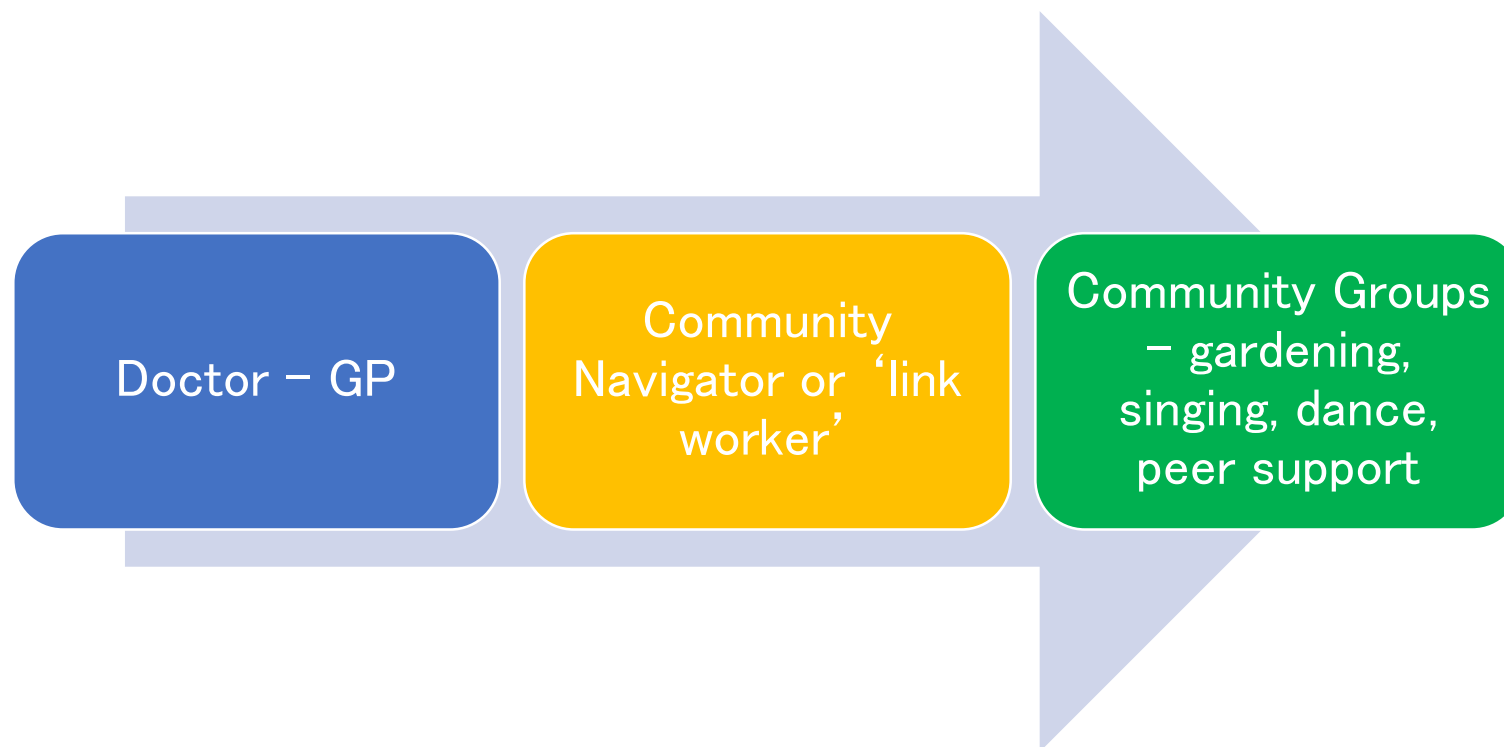 Doctor – GP
Community
Navigator or ‘link
worker’
Community Groups
– gardening,
singing, dance,
peer support